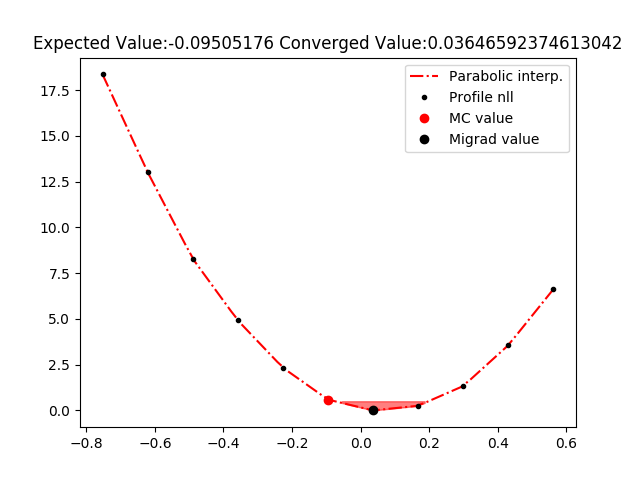 Expected Value:-0.09505176 Converged Value:0.03646592374613042
Parabolic interp.
Profile nll
MC value
Migrad value
17.5
15.0
12.5
10.0
7.5
5.0
2.5
0.0
−0.8 −0.6 −0.4 −0.2 0.0 0.2 0.4 0.6